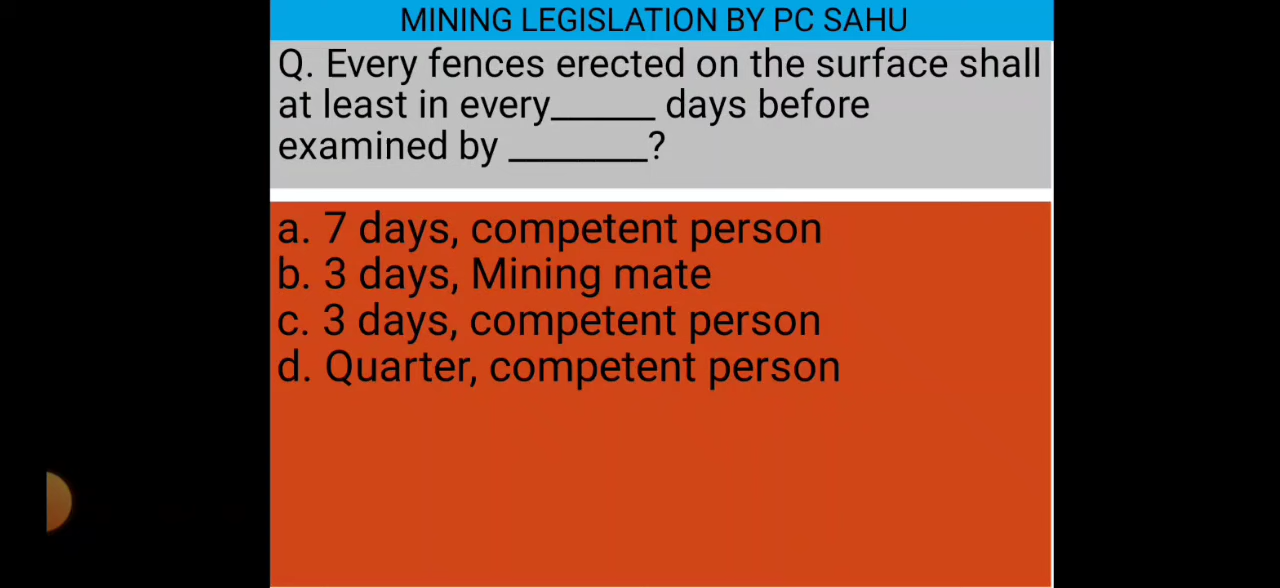 MINING LEGISLATION BY PC SAHU
Q. Every fences erected on the surface shall
at least in every______ days before
examined by ________?
a. 7 days, competent person
b. 3 days, Mining mate
c. 3 days, competent person
d. Quarter, competent person